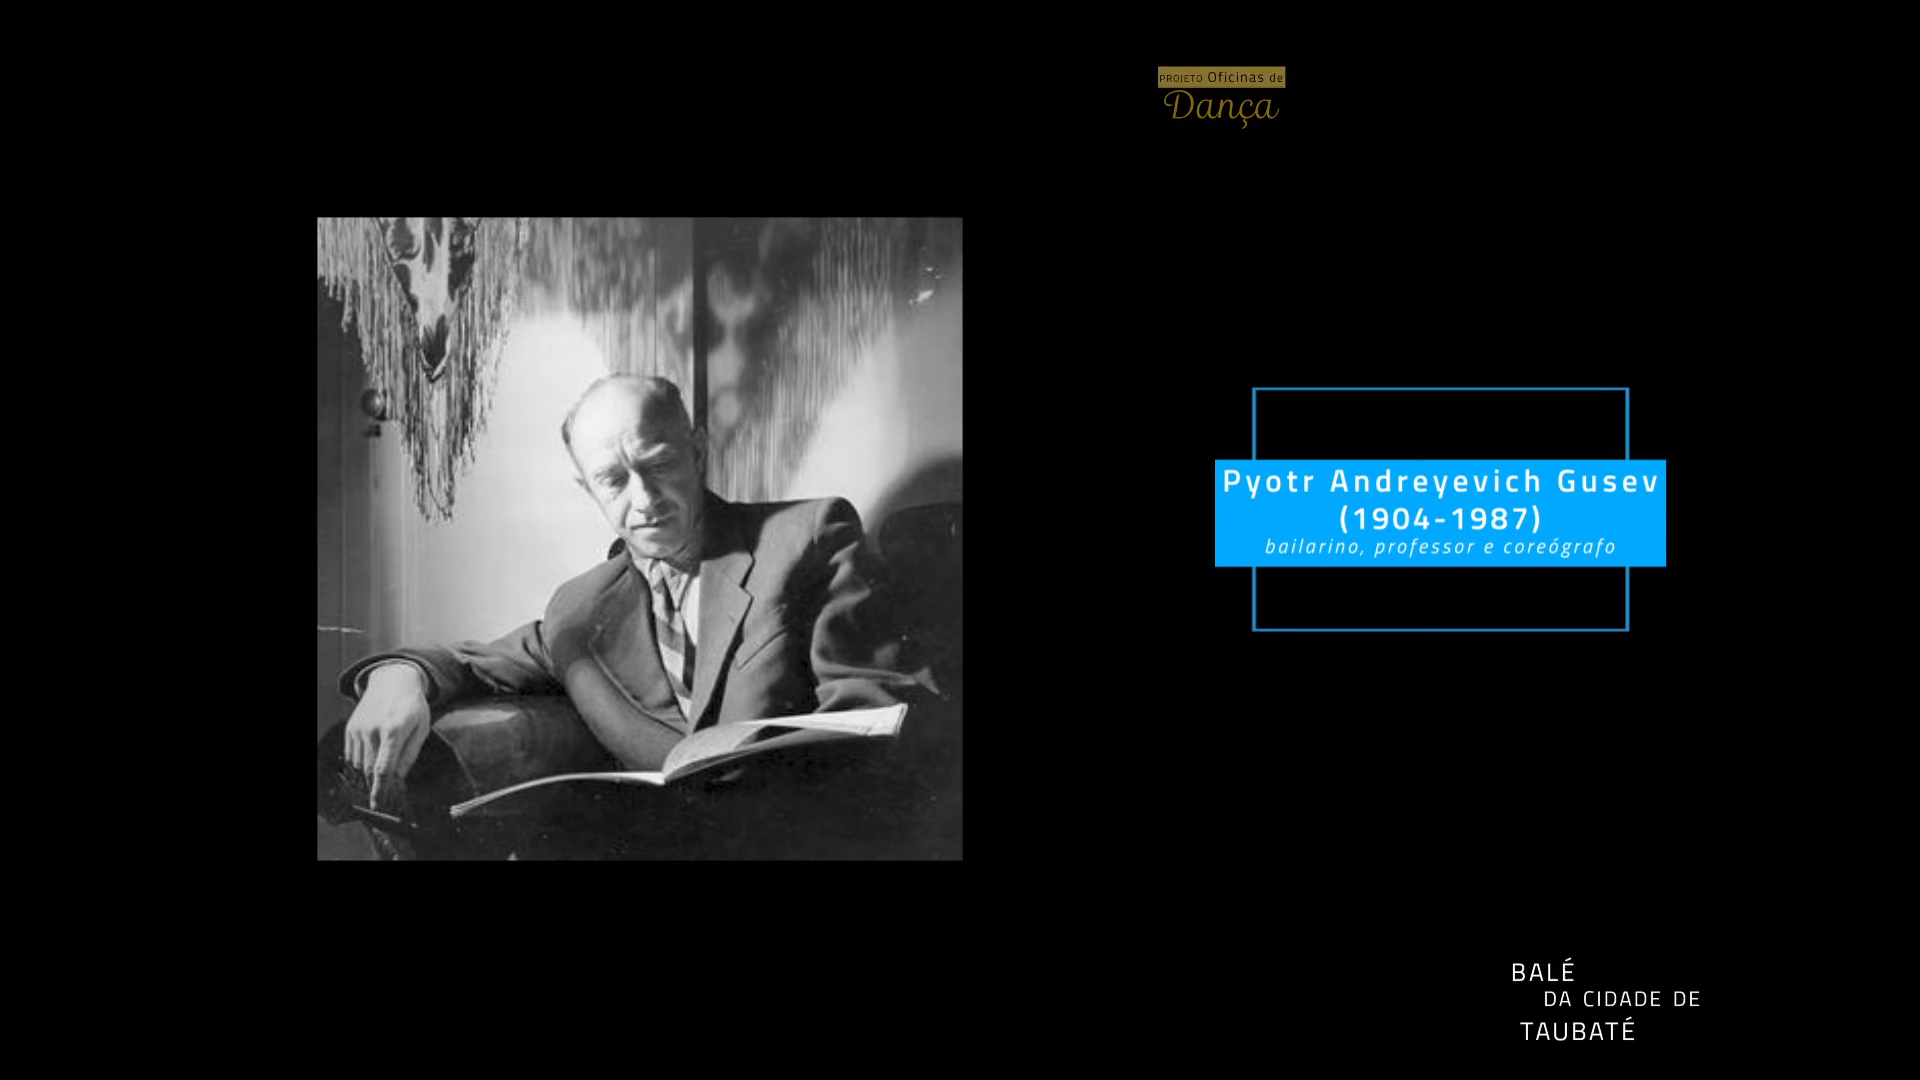 PROJETO Oficinas de
Dança
Pyotr Andreyevich Gusev
(1904-1987)
bailarino, professor e coreógrafo
BALÉ
DA CIDADE DE
TAUBATÉ